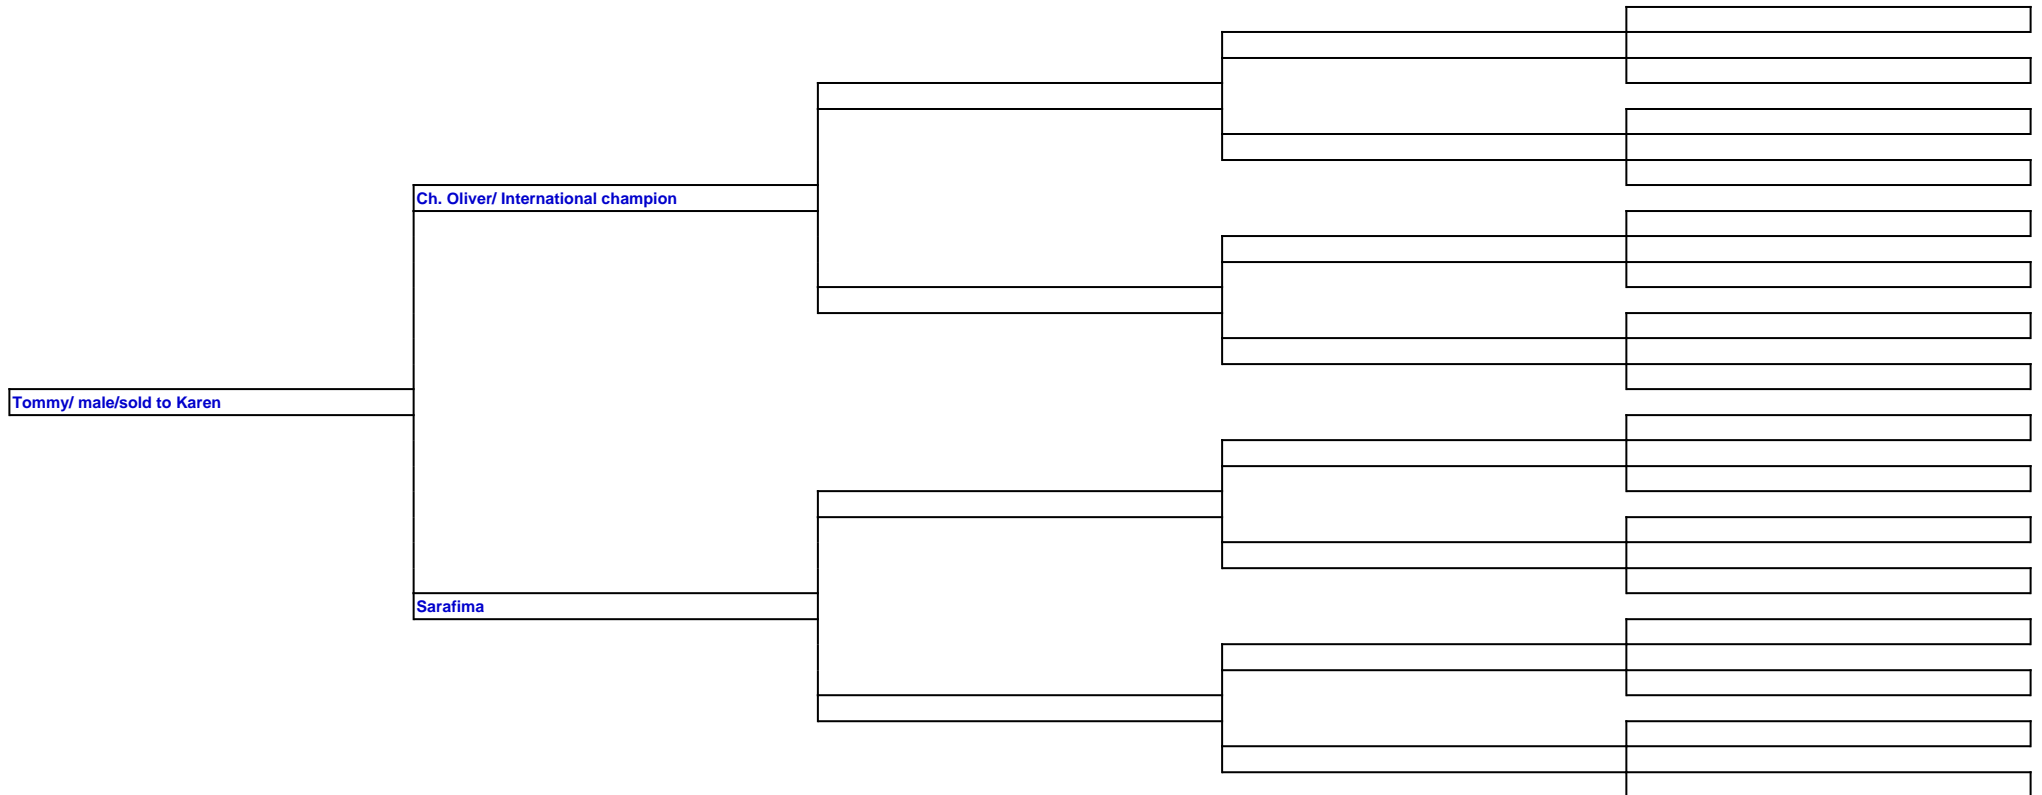 Ch. Oliver/ International champion
Tommy/ male/sold to Karen
Sarafima